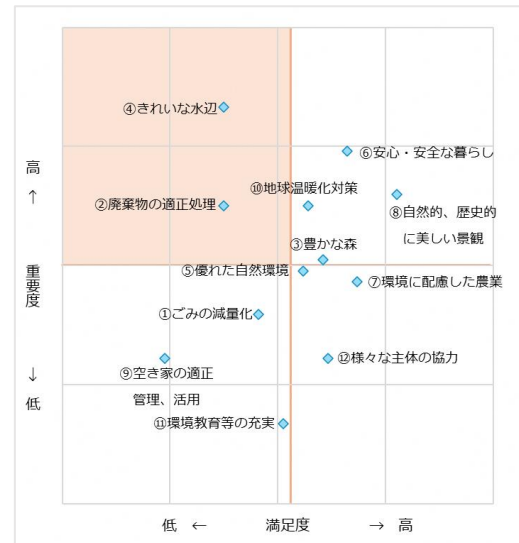 ④きれいな水辺
⑥安心・安全な暮らし
⑩地球温暖化対策
②廃棄物の適正処理
⑧自然的、歴史的
に美しい景観
③豊かな森
⑤優れた自然環境
⑦環境に配慮した農業
①ごみの減量化
⑫様々な主体の協力
⑨空き家の適正
管理、活用
⑪環境教育等の充実
高
↑
重要度
↓
低
低 ← 満足度 → 高